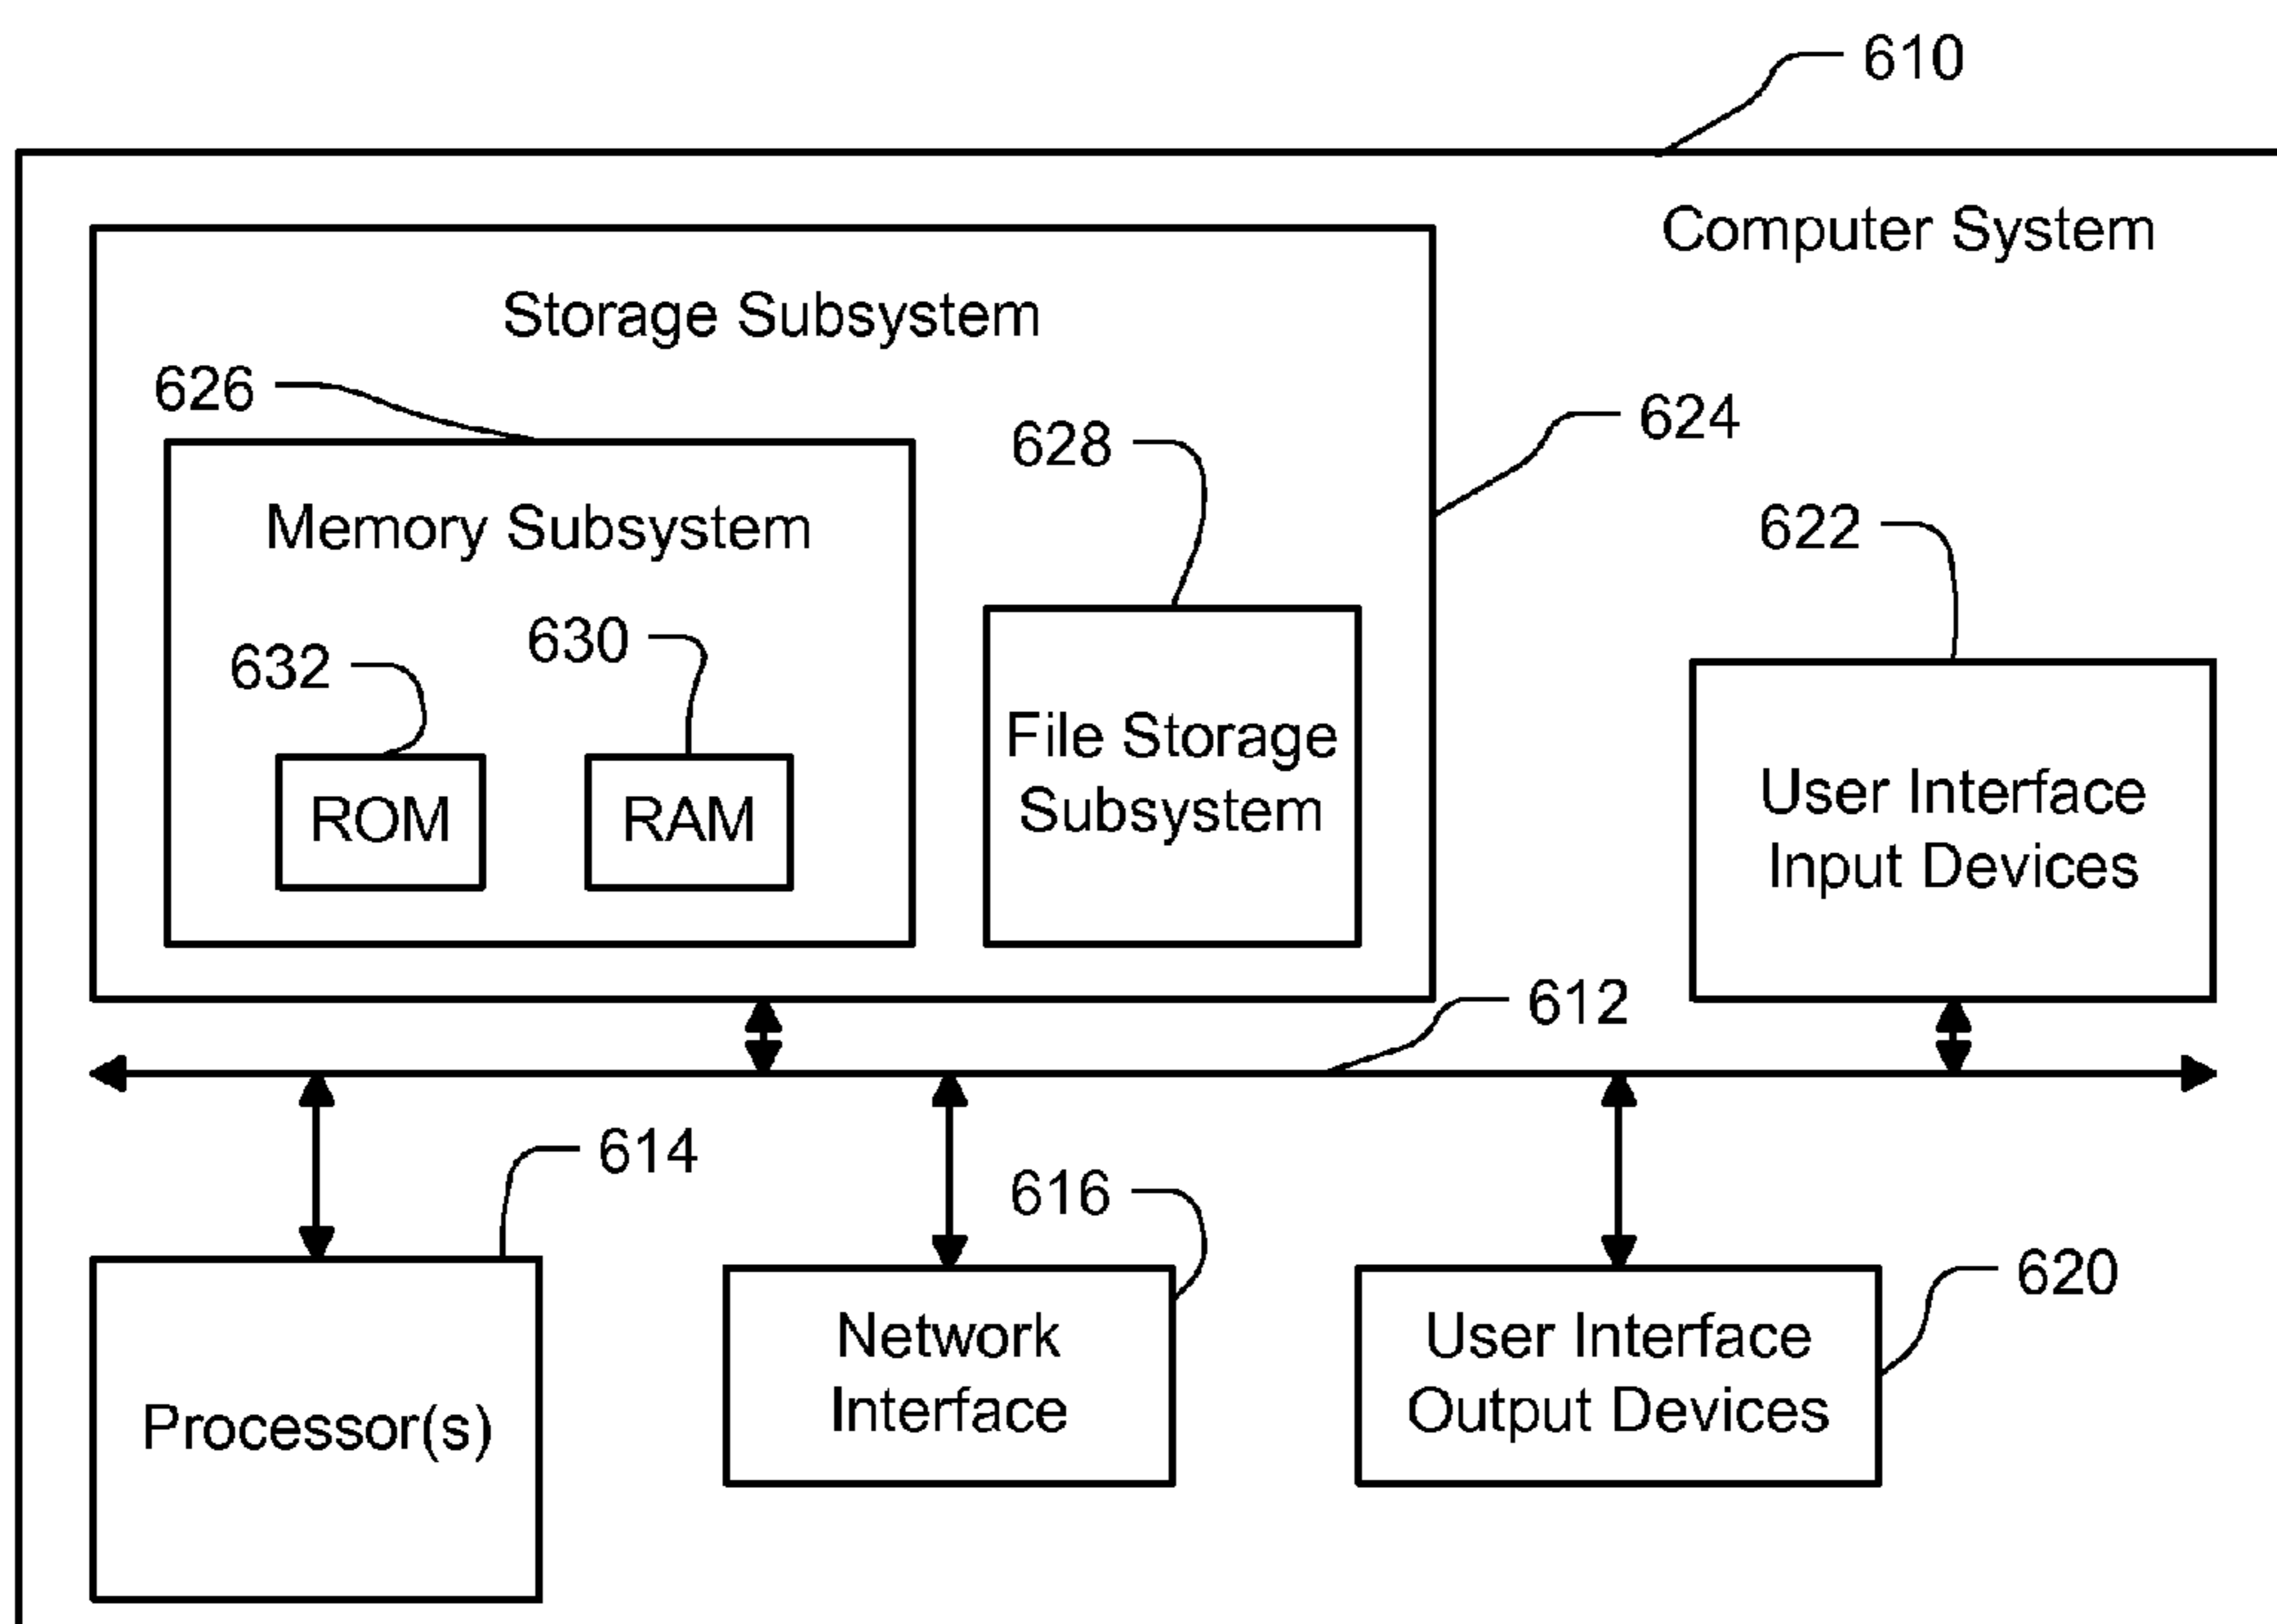 610
Computer System
Storage Subsystem
626
624
628
Memory Subsystem
622
632
630
File Storage
Subsystem
ROM
RAM
User Interface
Input Devices
612
614
616
620
Processor(s)
Network
Interface
User Interface
Output Devices